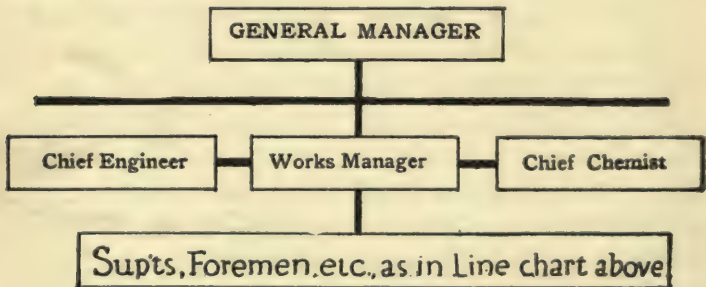 GENERAL MANAGER
Chief Engineer
Works Manager
Chief Chemist
Sup'ts, Foremen, etc., as in Line chart above